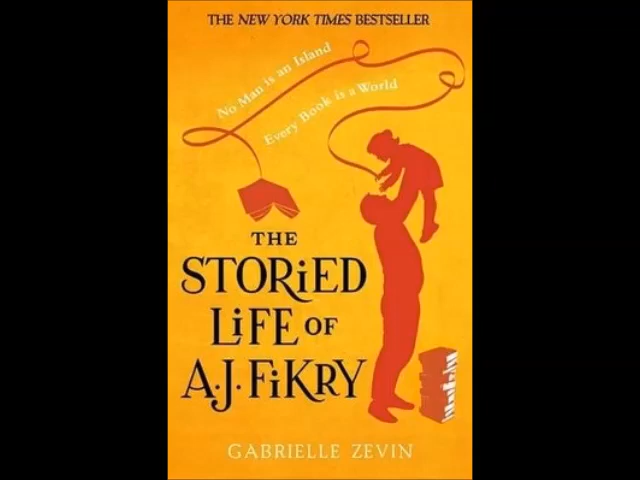 THE NEW YORK TIMES BESTSELLER
No Man is an Island
Every Book is a World
THE
STORiED
LiFE OF
A.J. FiKRY
GABRIELLE ZEVIN